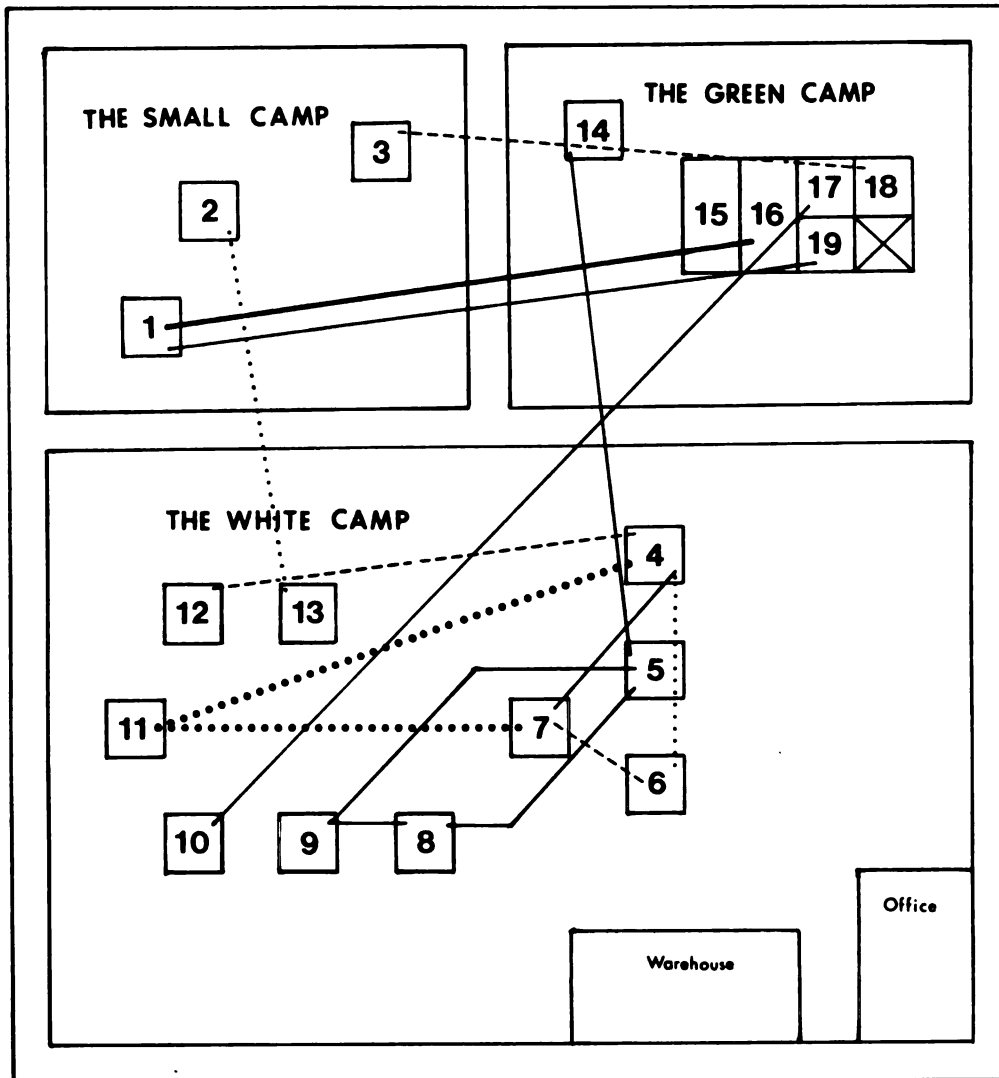 THE SMALL CAMP
3
2
1
THE GREEN CAMP
14
15 16 17 18
19
THE WHITE CAMP
4
12 13
5
11 7
6
10 9 8
Office
Warehouse